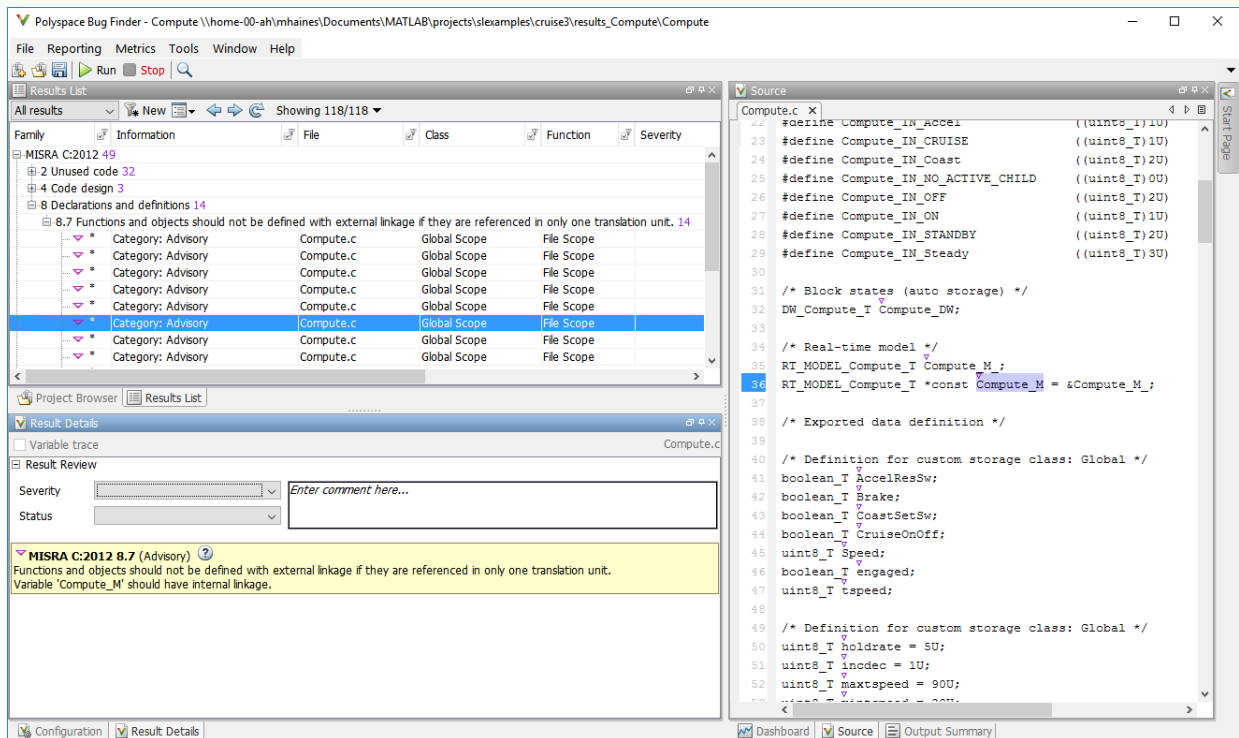 Polyspace Bug Finder - Compute \\home-00-ah\mhaines\Documents\MATLAB\projects\slexamples\cruise3\results_Compute\Compute
File Reporting Metrics Tools Window Help
Run Stop
Results List
All results New Showing 118/118
Family Information File Class Function Severity
MISRA C:2012 49
2 Unused code 32
4 Code design 3
8 Declarations and definitions 14
8.7 Functions and objects should not be defined with external linkage if they are referenced in only one translation unit. 14
* Category: Advisory Compute.c Global Scope File Scope
* Category: Advisory Compute.c Global Scope File Scope
* Category: Advisory Compute.c Global Scope File Scope
* Category: Advisory Compute.c Global Scope File Scope
* Category: Advisory Compute.c Global Scope File Scope
* Category: Advisory Compute.c Global Scope File Scope
* Category: Advisory Compute.c Global Scope File Scope
* Category: Advisory Compute.c Global Scope File Scope
Project Browser Results List
Result Details
Variable trace Compute.c
Result Review
Severity Enter comment here...
Status
MISRA C:2012 8.7 (Advisory) ?
Functions and objects should not be defined with external linkage if they are referenced in only one translation unit.
Variable 'Compute_M' should have internal linkage.
Configuration Result Details
Source
Compute.c
22 #define Compute_IN_Accel ((uint8_T)1U)
23 #define Compute_IN_CRUISE ((uint8_T)1U)
24 #define Compute_IN_Coast ((uint8_T)2U)
25 #define Compute_IN_NO_ACTIVE_CHILD ((uint8_T)0U)
26 #define Compute_IN_OFF ((uint8_T)2U)
27 #define Compute_IN_ON ((uint8_T)1U)
28 #define Compute_IN_STANDBY ((uint8_T)2U)
29 #define Compute_IN_Steady ((uint8_T)3U)
30
31 /* Block states (auto storage) */
32 DW_Compute_T Compute_DW;
33
34 /* Real-time model */
35 RT_MODEL_Compute_T Compute_M_;
36 RT_MODEL_Compute_T *const Compute_M = &Compute_M_;
37
38 /* Exported data definition */
39
40 /* Definition for custom storage class: Global */
41 boolean_T AccelResSw;
42 boolean_T Brake;
43 boolean_T CoastSetSw;
44 boolean_T CruiseOnOff;
45 uint8_T Speed;
46 boolean_T engaged;
47 uint8_T tspeed;
48
49 /* Definition for custom storage class: Global */
50 uint8_T holdrate = 5U;
51 uint8_T incdec = 1U;
52 uint8_T maxtspeed = 90U;
Dashboard Source Output Summary
Start Page